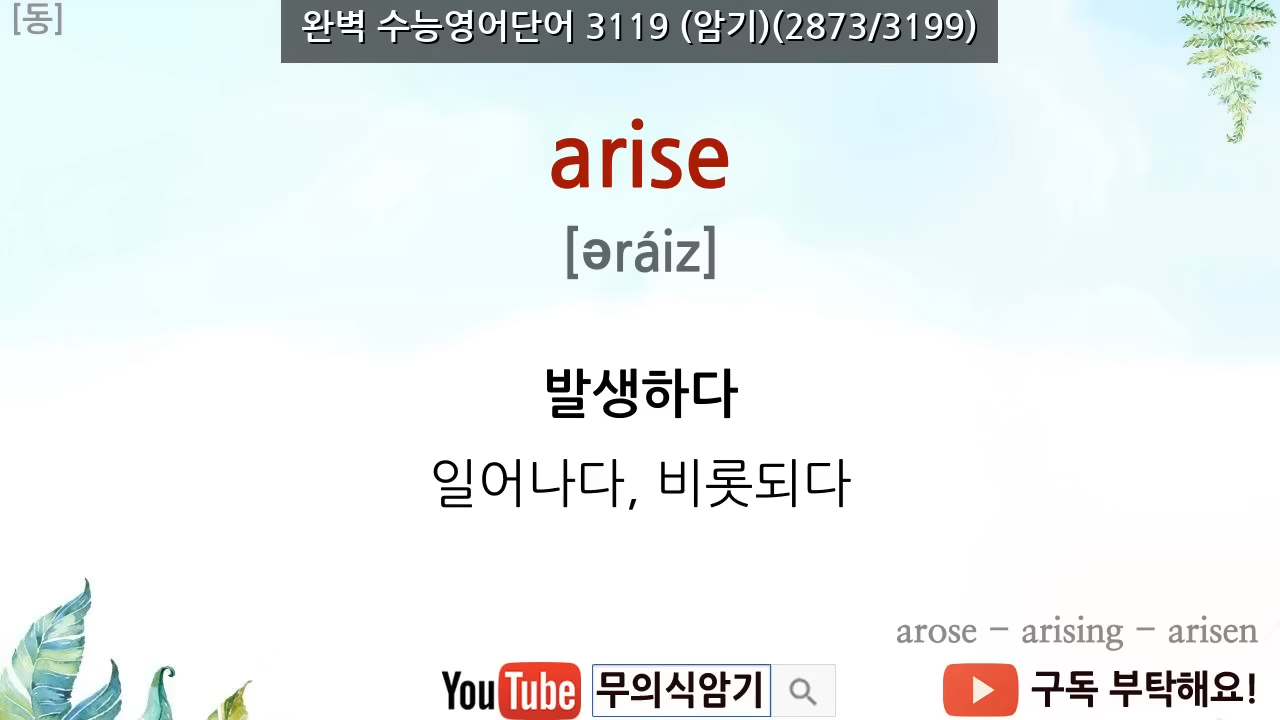 [동]
완벽 수능영어단어 3119 (암기)(2873/3199)
arise
[əráiz]
발생하다
일어나다, 비롯되다
arose - arising - arisen
YouTube 무의식암기
구독 부탁해요!